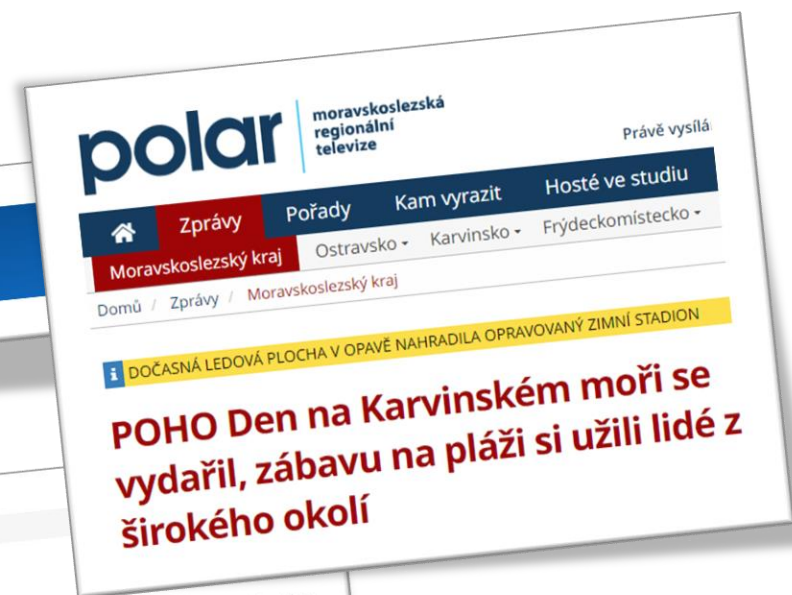 polar
moravskoslezská
regionální
televize
Právě vysílá
Zprávy Pořady Kam vyrazit Hosté ve studiu
Moravskoslezský kraj Ostravsko Karvinsko Frýdeckomístecko
Domů / Zprávy / Moravskoslezský kraj
i DOČASNÁ LEDOVÁ PLOCHA V OPAVĚ NAHRADILA OPRAVOVANÝ ZIMNÍ STADION
POHO Den na Karvinském moři se
vydařil, zábavu na pláži si užili lidé z
širokého okolí